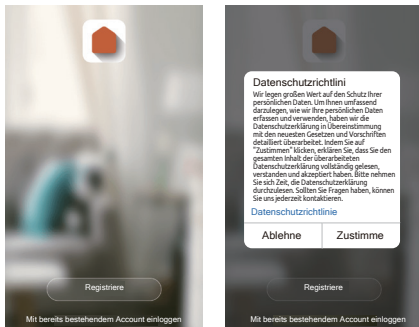 Registriere
Mit bereits bestehendem Account einloggen
Datenschutzrichtlini
Wir legen großen Wert auf den Schutz Ihrer
persönlichen Daten. Um Ihnen umfassend
darzulegen, wie wir Ihre persönlichen Daten
erfassen und verwenden, haben wir die
Datenschutzerklärung in Übereinstimmung
mit den neuesten Gesetzen und Vorschriften
detailliert überarbeitet. Indem Sie auf
"Zustimmen" klicken, erklären Sie, dass Sie den
gesamten Inhalt der überarbeiteten
Datenschutzerklärung vollständig gelesen,
verstanden und akzeptiert haben. Bitte nehmen
Sie sich Zeit, die Datenschutzerklärung
durchzulesen. Sollten Sie Fragen haben, können
Sie uns jederzeit kontaktieren.
Datenschutzrichtlinie
Ablehne Zustimme
Registriere
Mit bereits bestehendem Account einloggen